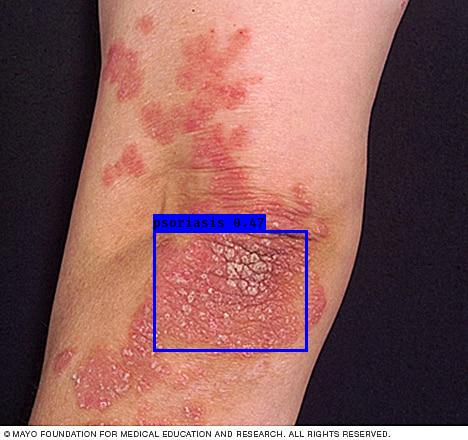 psoriasis 0.47
© MAYO FOUNDATION FOR MEDICAL EDUCATION AND RESEARCH. ALL RIGHTS RESERVED.